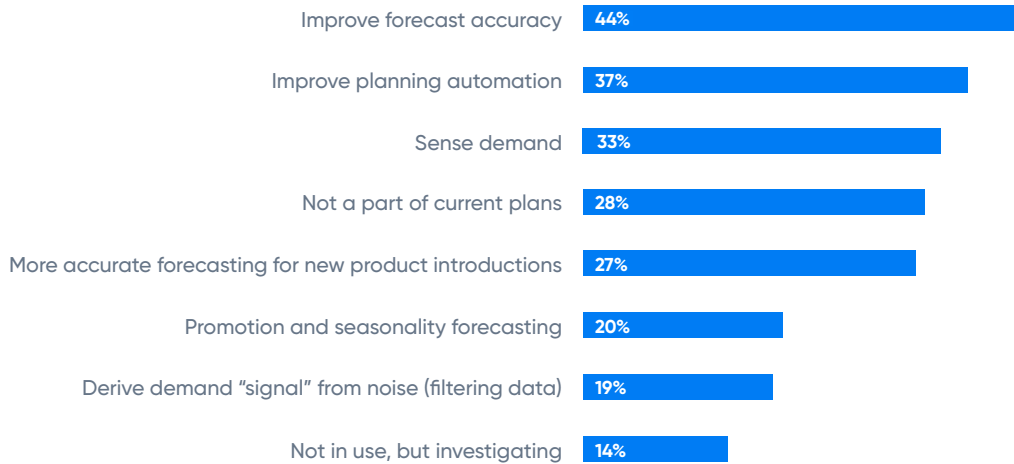 Improve forecast accuracy 44%
Improve planning automation 37%
Sense demand 33%
Not a part of current plans 28%
More accurate forecasting for new product introductions 27%
Promotion and seasonality forecasting 20%
Derive demand “signal” from noise (filtering data) 19%
Not in use, but investigating 14%